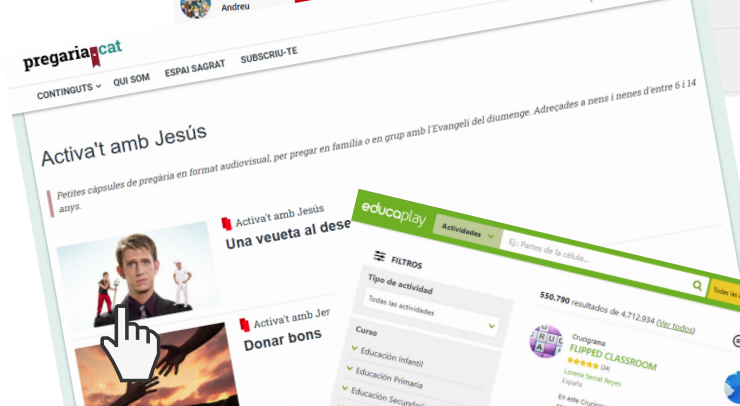 Andreu
pregaria.cat
CONTINGUTS QUI SOM ESPAI SAGRAT SUBSCRIU-TE
Activa't amb Jesús
Petites càpsules de pregària en format audiovisual, per pregar en família o en grup amb l'Evangeli del diumenge. Adreçades a nens i nenes d'entre 6 i 14
anys.
Activa't amb Jesús
Una veueta al dese
Activa't amb Jes
Donar bons
educaplay
Actividades
Ej.: Partes de la célula...
Todas las
FILTROS
Tipo de actividad
Todas las actividades
Curso
Educación Infantil
Educación Primaria
Educación Secundari
550.790 resultados de 4.712.934 (Ver todos)
Crucigrama
FLIPPED CLASSROOM
(24)
Lorena Serrat Reyes
España
En este Crucigr